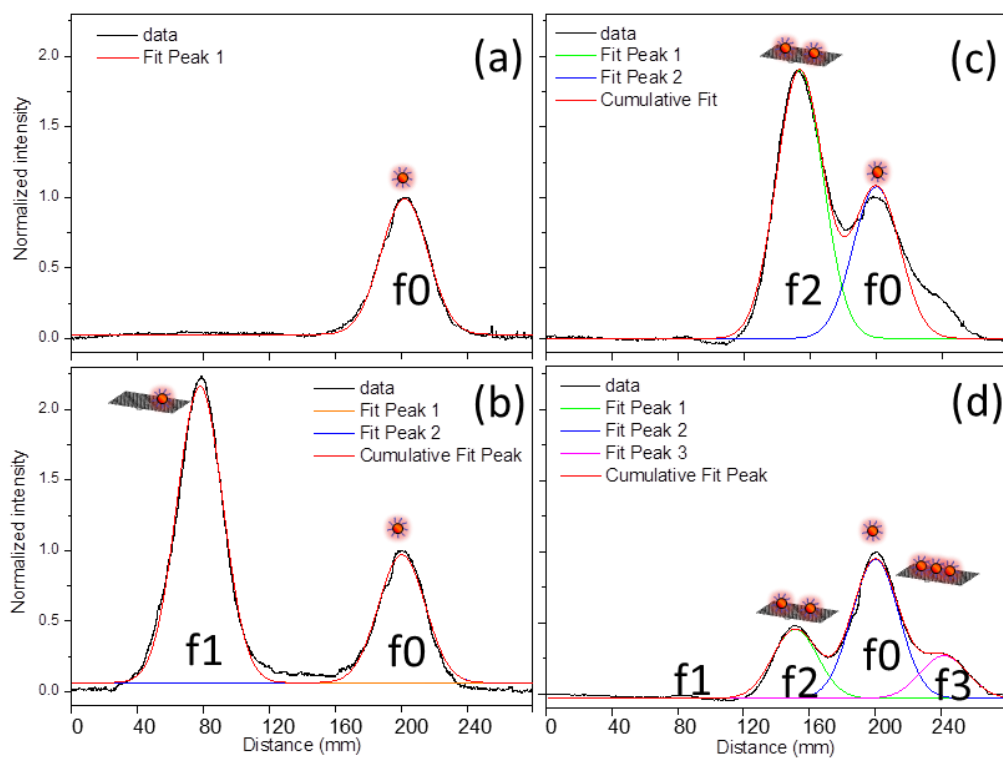 2.0
1.5
1.0
0.5
0.0
Normalized intensity
data
Fit Peak 1
(a)
f0
data
Fit Peak 1
Fit Peak 2
Cumulative Fit
(c)
f2
f0
2.0
1.5
1.0
0.5
0.0
Normalized intensity
data
Fit Peak 1
Fit Peak 2
Cumulative Fit Peak
(b)
f1
f0
0 40 80 120 160 200 240
Distance (mm)
data
Fit Peak 1
Fit Peak 2
Fit Peak 3
Cumulative Fit Peak
(d)
f1
f2
f0
f3
0 40 80 120 160 200 240
Distance (mm)